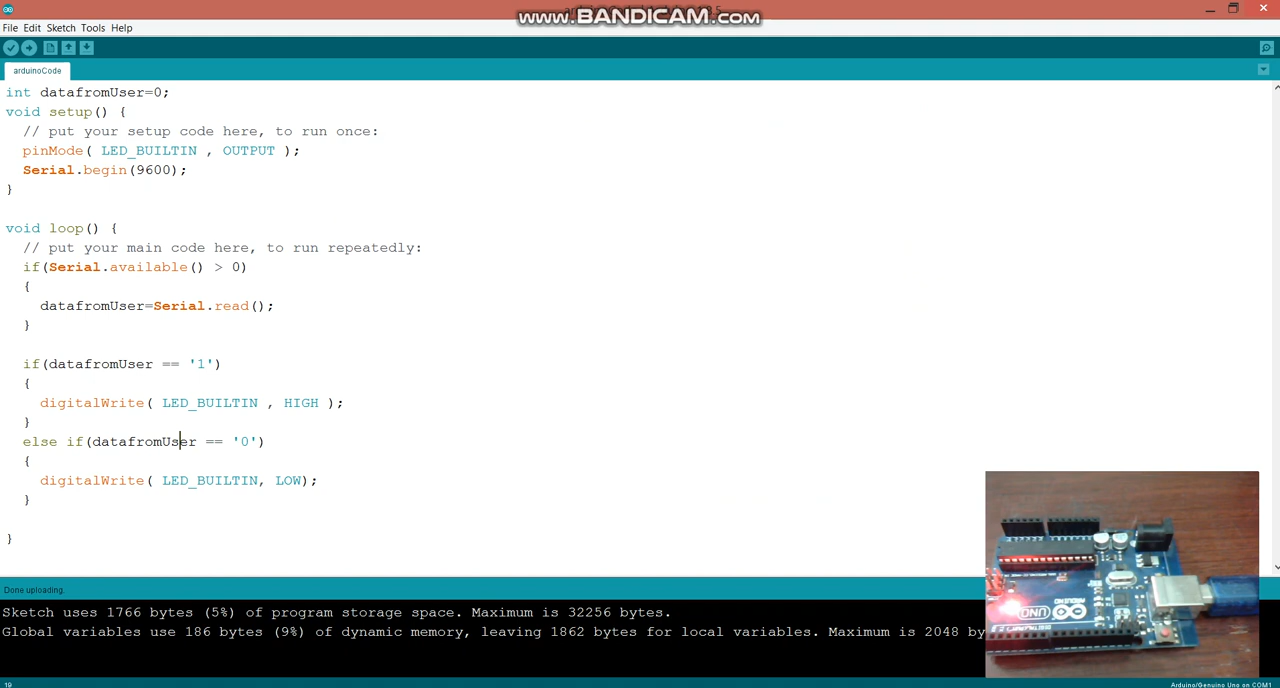 www.BANDICAM.com
File Edit Sketch Tools Help
arduinoCode
int datafromUser=0;
void setup() {
// put your setup code here, to run once:
pinMode( LED_BUILTIN , OUTPUT );
Serial.begin(9600);
}
void loop() {
// put your main code here, to run repeatedly:
if(Serial.available() > 0)
{
datafromUser=Serial.read();
}
if(datafromUser == '1')
{
digitalWrite( LED_BUILTIN , HIGH );
}
else if(datafromUser == '0')
{
digitalWrite( LED_BUILTIN, LOW);
}
}
Done uploading.
Sketch uses 1766 bytes (5%) of program storage space. Maximum is 32256 bytes.
Global variables use 186 bytes (9%) of dynamic memory, leaving 1862 bytes for local variables. Maximum is 2048 by
UNO
19
Arduino/Genuino Uno on COM1